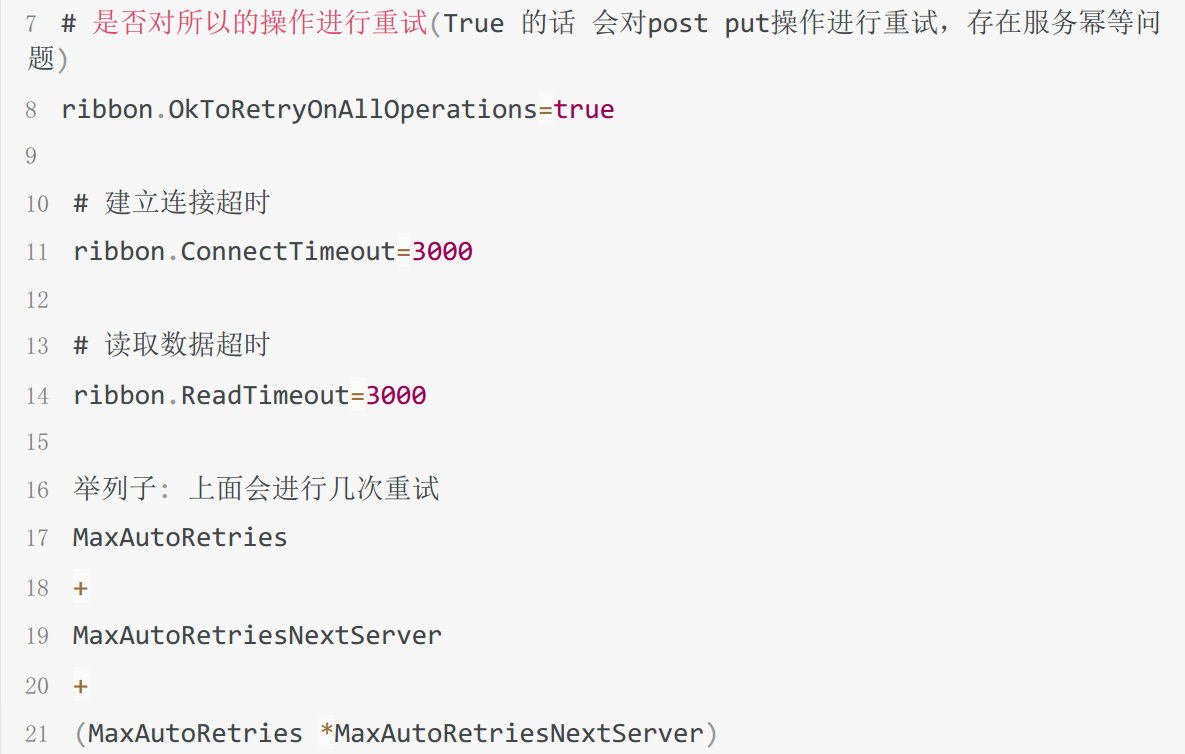 7 # 是否对所以的操作进行重试(True 的话 会对post put操作进行重试，存在服务幂等问
题)
8 ribbon.OkToRetryOnAllOperations=true
9
10 # 建立连接超时
11 ribbon.ConnectTimeout=3000
12
13 # 读取数据超时
14 ribbon.ReadTimeout=3000
15
16 举列子: 上面会进行几次重试
17 MaxAutoRetries
18 +
19 MaxAutoRetriesNextServer
20 +
21 (MaxAutoRetries *MaxAutoRetriesNextServer)